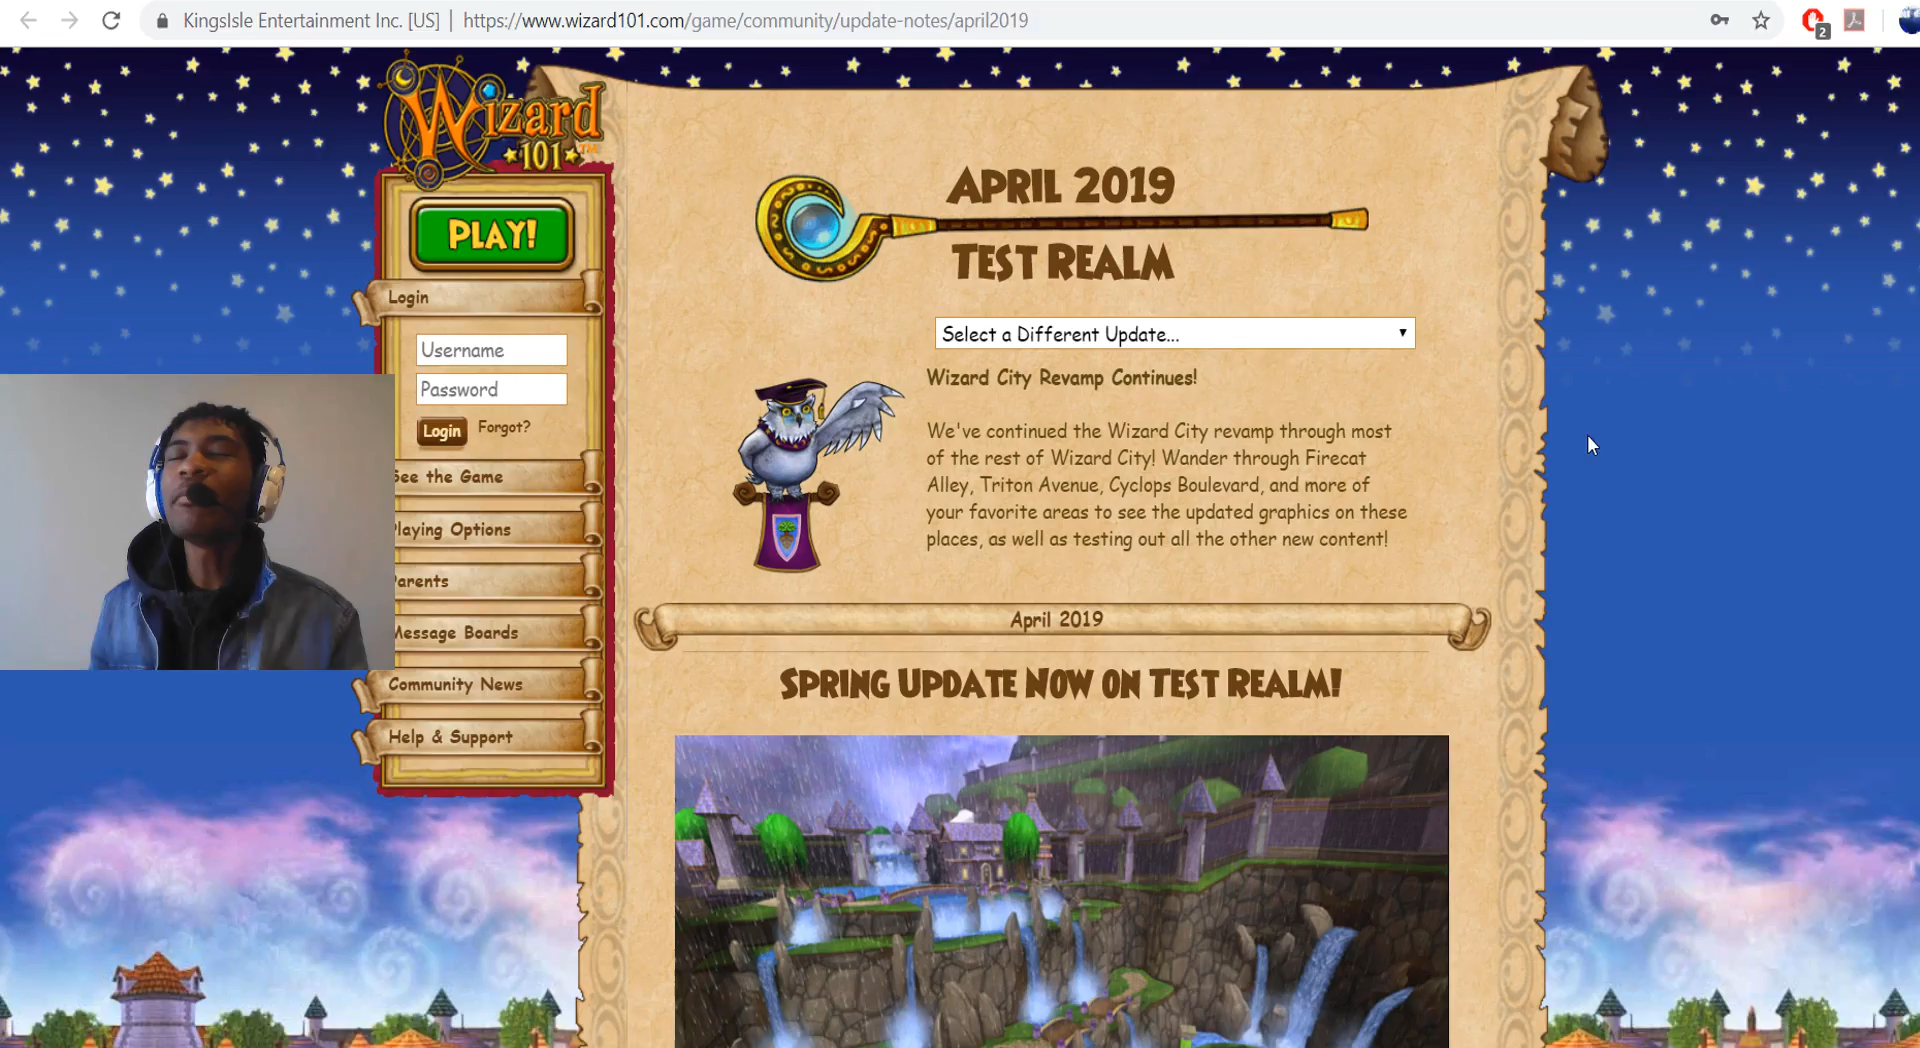 KingsIsle Entertainment Inc. [US] | https://www.wizard101.com/game/community/update-notes/april2019
2
Wizard
101 ™
PLAY!
Login
Username
Password
Login Forgot?
See the Game
Playing Options
Parents
Message Boards
Community News
Help & Support
April 2019
Test Realm
Select a Different Update...
Wizard City Revamp Continues!
We've continued the Wizard City revamp through most
of the rest of Wizard City! Wander through Firecat
Alley, Triton Avenue, Cyclops Boulevard, and more of
your favorite areas to see the updated graphics on these
places, as well as testing out all the other new content!
April 2019
Spring Update Now on Test Realm!